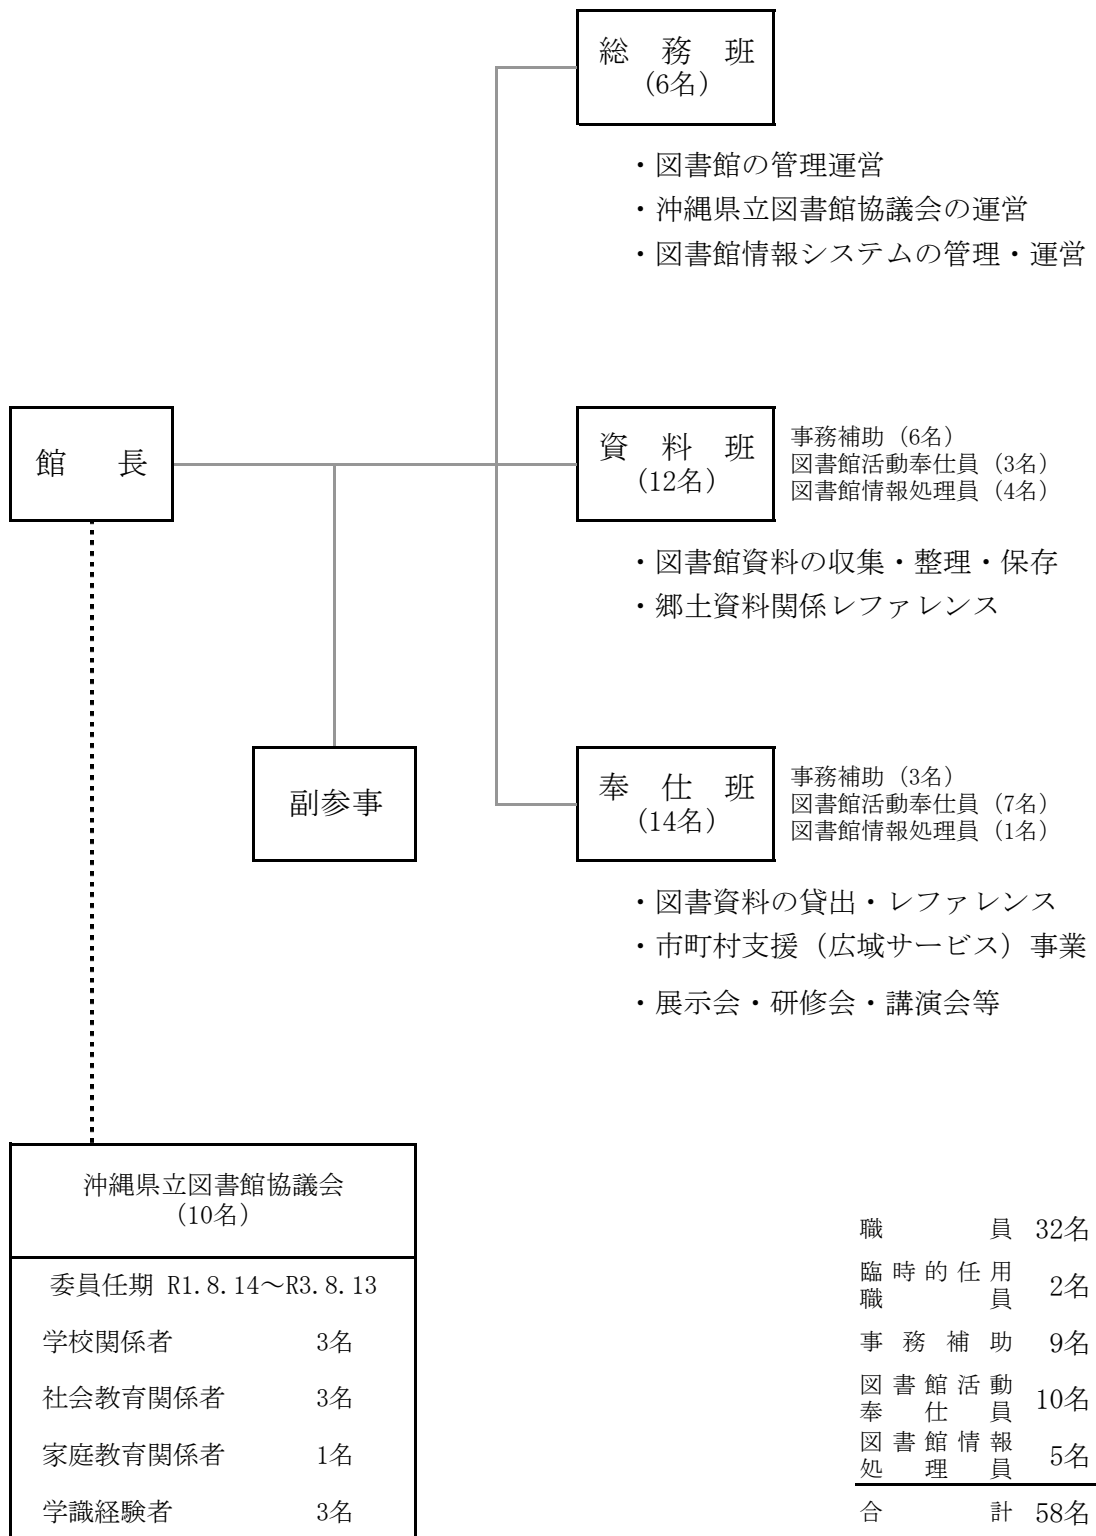 総務班
(6名)
・図書館の管理運営
・沖縄県立図書館協議会の運営
・図書館情報システムの管理・運営
館長
資料班
(12名)
事務補助（6名）
図書館活動奉仕員（3名）
図書館情報処理員（4名）
・図書館資料の収集・整理・保存
・郷土資料関係レファレンス
副参事
奉仕班
(14名)
事務補助（3名）
図書館活動奉仕員（7名）
図書館情報処理員（1名）
・図書資料の貸出・レファレンス
・市町村支援（広域サービス）事業
・展示会・研修会・講演会等
沖縄県立図書館協議会
（10名）
委員任期 R1.8.14～R3.8.13
学校関係者 3名
社会教育関係者 3名
家庭教育関係者 1名
学識経験者 3名
職員 32名
臨時的任用
職員 2名
事務補助 9名
図書館活動
奉仕員 10名
図書館情報
処理員 5名
合計 58名